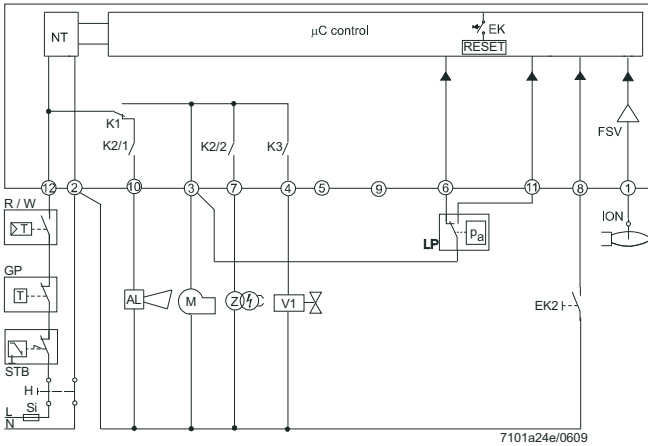 NT
µC control
EK
RESET
FSV
K1
K2/1
K2/2
K3
12
2
10
3
7
4
5
9
6
11
8
1
R / W
T
ION
LP
pa
GP
T
AL
M
Z
V1
EK2
STB
H
Si
L
N
7101a24e/0609